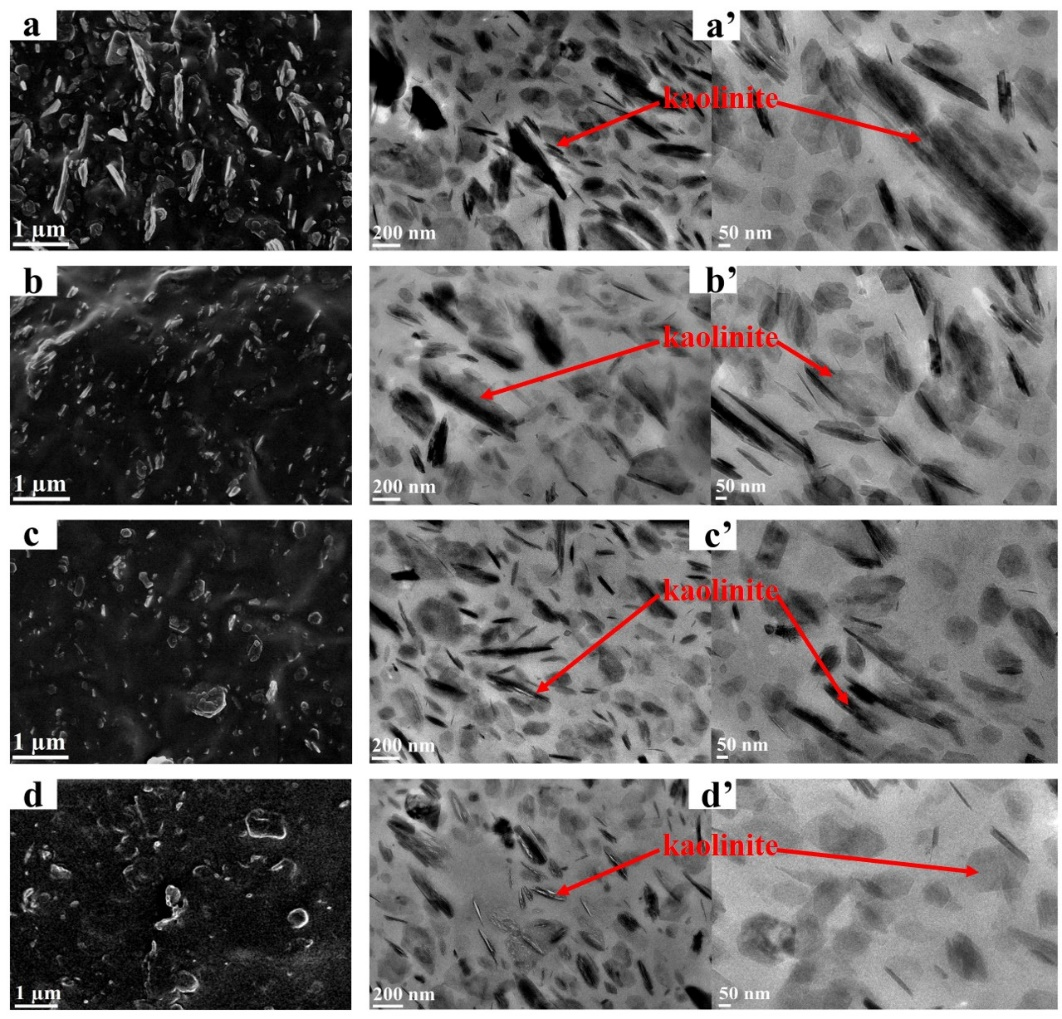 a
a’
kaolinite
1 μm
200 nm
50 nm
b
b’
kaolinite
1 μm
200 nm
50 nm
c
c’
kaolinite
1 μm
200 nm
50 nm
d
d’
kaolinite
1 μm
200 nm
50 nm